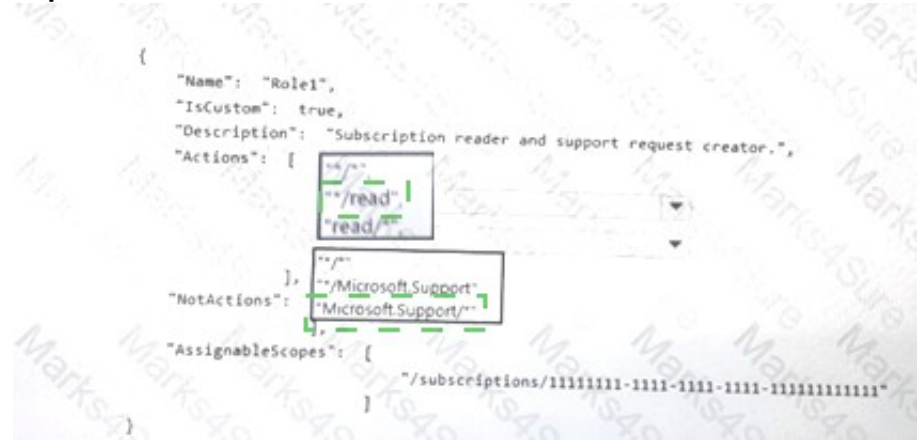 {
"Name": "Role1",
"IsCustom": true,
"Description": "Subscription reader and support request creator.",
"Actions": [
"*/*"
"*/read",
"read/*",
"*/*"
],
"*/Microsoft.Support"
"NotActions":
"Microsoft.Support/*"
],
"AssignableScopes": [
"/subscriptions/11111111-1111-1111-1111-111111111111"
]
}
Marks4Sure